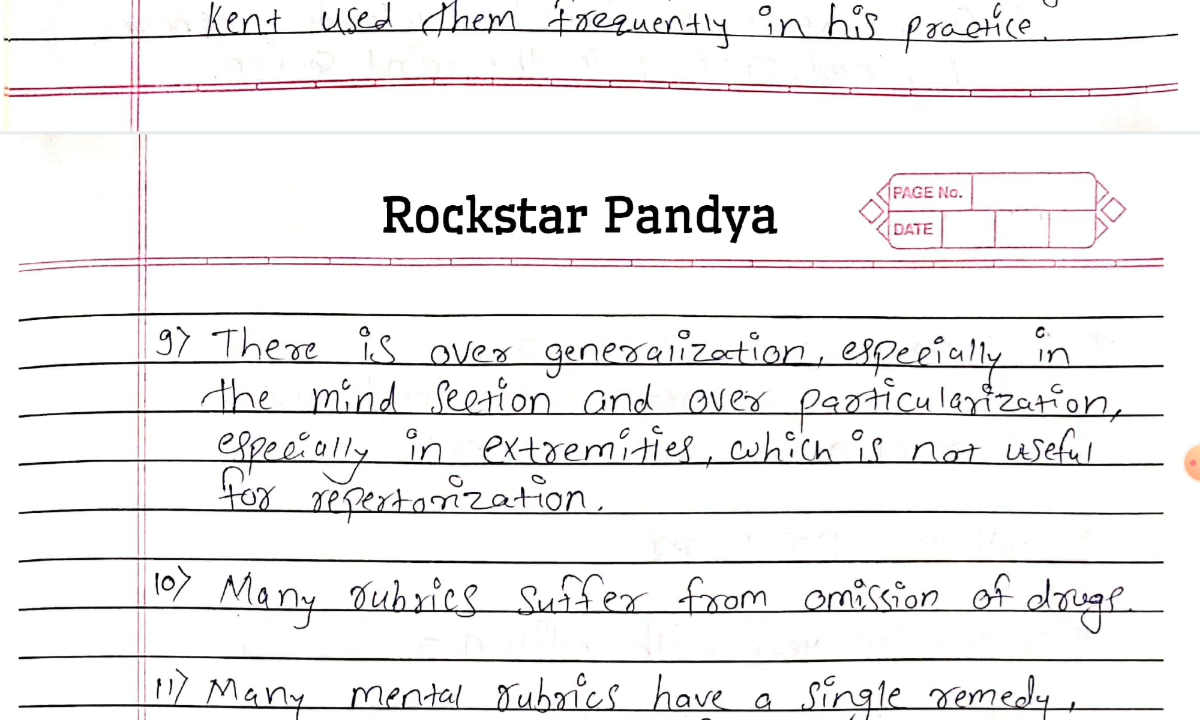 Kent used them frequently in his practice.
Rockstar Pandya
PAGE No.
DATE
9) There is over generalization, especially in
the mind section and over particularization,
especially in extremities, which is not useful
for repertorization.
10) Many rubrics suffer from omission of drugs.
11) Many mental rubrics have a single remedy,